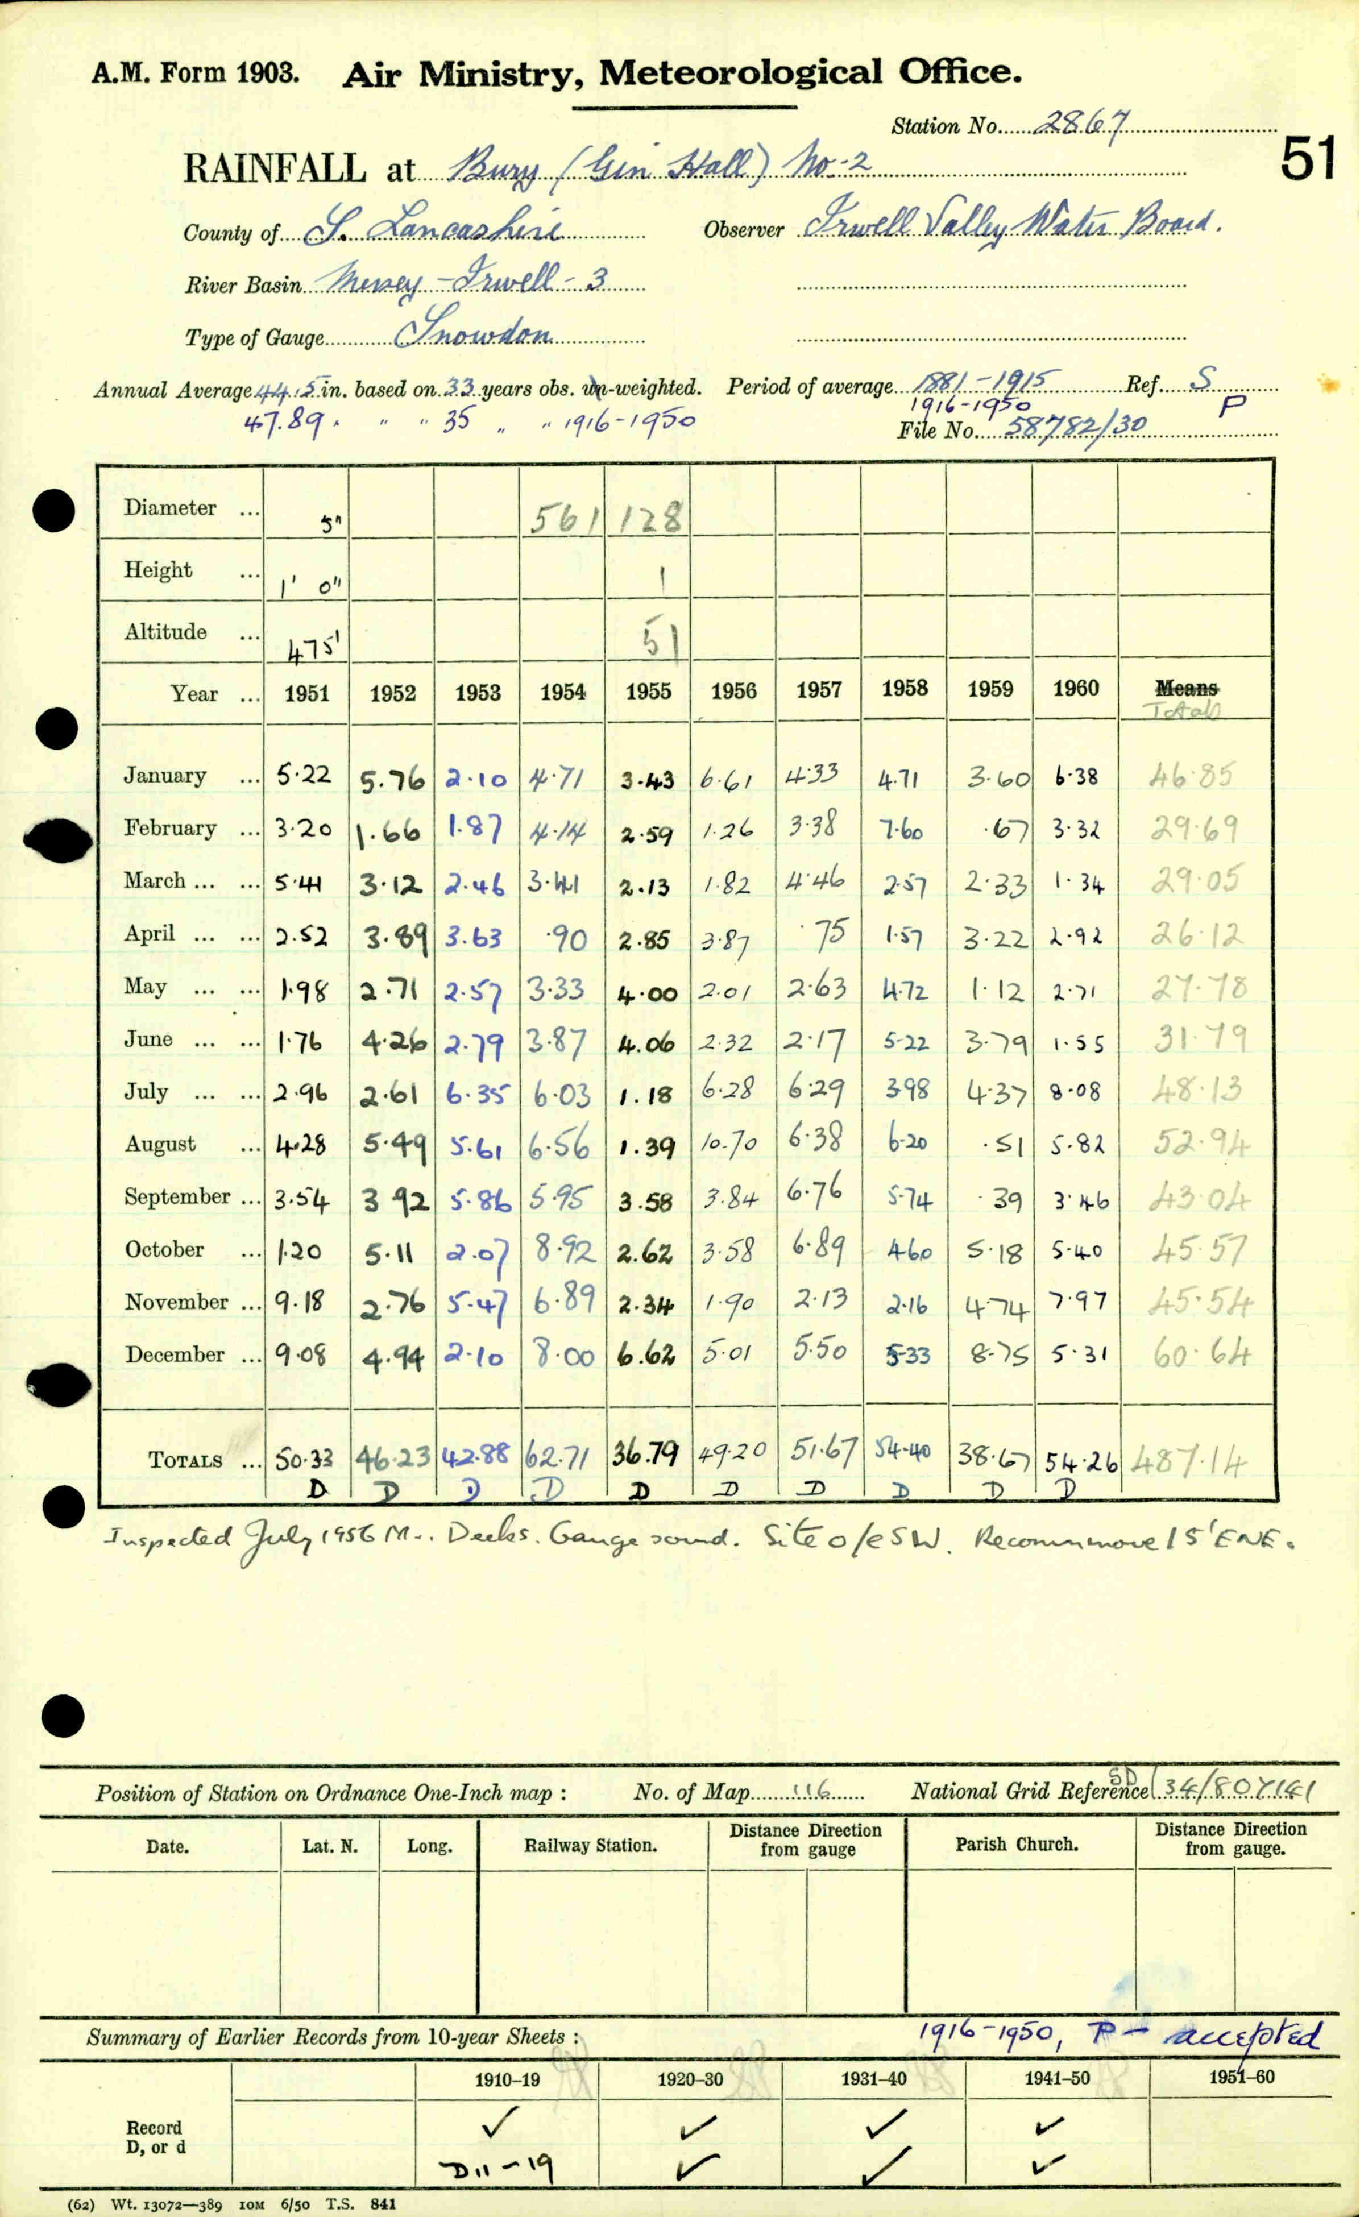 A.M. Form 1903. Air Ministry, Meteorological Office.
Station No. 2867
51
RAINFALL at Bury (Gin Hall) No. 2
County of S. Lancashire Observer Irwell Valley Water Board.
River Basin Mersey - Irwell - 3
Type of Gauge Snowdon
Annual Average 44.5 in. based on 33 years obs. un-weighted. Period of average 1881-1915 Ref. S
47.89 " " " 35 " " 1916-1950 1916-1950 P
File No. 58782/30
Diameter ... 5" 561 128
Height ... 1' 0" 1
Altitude ... 475' 51
Year ... 1951 1952 1953 1954 1955 1956 1957 1958 1959 1960 Means Totals
January ... 5.22 5.76 2.10 4.71 3.43 6.61 4.33 4.71 3.60 6.38 46.85
February ... 3.20 1.66 1.87 4.14 2.59 1.26 3.38 7.60 .67 3.32 29.69
March ... ... 5.41 3.12 2.46 3.41 2.13 1.82 4.46 2.57 2.33 1.34 29.05
April ... ... 2.52 3.89 3.63 .90 2.85 3.87 .75 1.57 3.22 2.92 26.12
May ... ... 1.98 2.71 2.57 3.33 4.00 2.01 2.63 4.72 1.12 2.71 27.78
June ... ... 1.76 4.26 2.79 3.87 4.06 2.32 2.17 5.22 3.79 1.55 31.79
July ... ... 2.96 2.61 6.35 6.03 1.18 6.28 6.29 3.98 4.37 8.08 48.13
August ... 4.28 5.49 5.61 6.56 1.39 10.70 6.38 6.20 .51 5.82 52.94
September ... 3.54 3 92 5.86 5.95 3.58 3.84 6.76 5.74 .39 3.46 43.04
October ... 1.20 5.11 2.07 8.92 2.62 3.58 6.89 4.60 5.18 5.40 45.57
November ... 9.18 2.76 5.47 6.89 2.34 1.90 2.13 2.16 4.74 7.97 45.54
December ... 9.08 4.94 2.10 8.00 6.62 5.01 5.50 5.33 8.75 5.31 60.64
TOTALS ... 50.33 46.23 42.88 62.71 36.79 49.20 51.67 54.40 38.67 54.26 487.14
D D D D D D D D D D
Inspected July 1956 Gauge sound. Site o/e SW. Recomm move 15' ENE.
Position of Station on Ordnance One-Inch map : No. of Map 116 National Grid Reference SD 34/807141
Date. Lat. N. Long. Railway Station. Distance from Direction gauge Parish Church. Distance from Direction gauge.
Summary of Earlier Records from 10-year Sheets : 1916-1950, P - accepted
1910–19 1920–30 1931–40 1941–50 1951–60
Record ✓ ✓ ✓ ✓
D, or d D11-19 ✓ ✓ ✓
(62) Wt. 13072—389 10M 6/50 T.S. 841